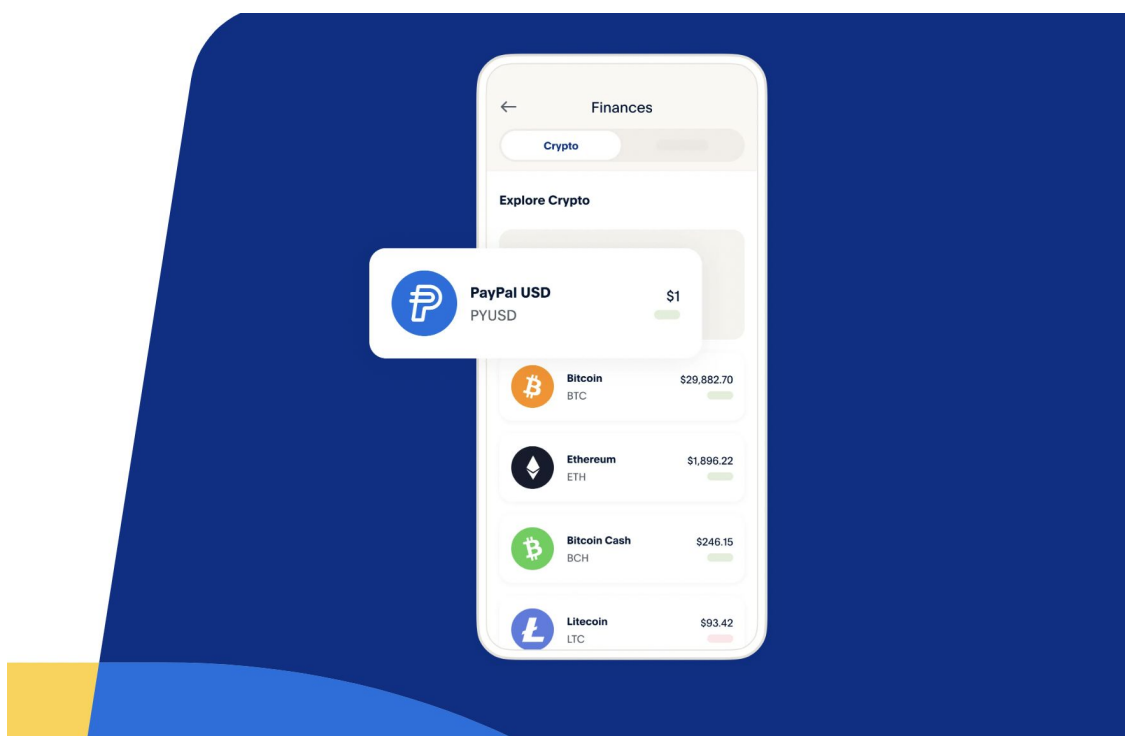 Finances
Crypto
Explore Crypto
PayPal USD
$1
PYUSD
Bitcoin
$29,882.70
BTC
Ethereum
$1,896.22
ETH
Bitcoin Cash
$246.15
BCH
Litecoin
$93.42
LTC